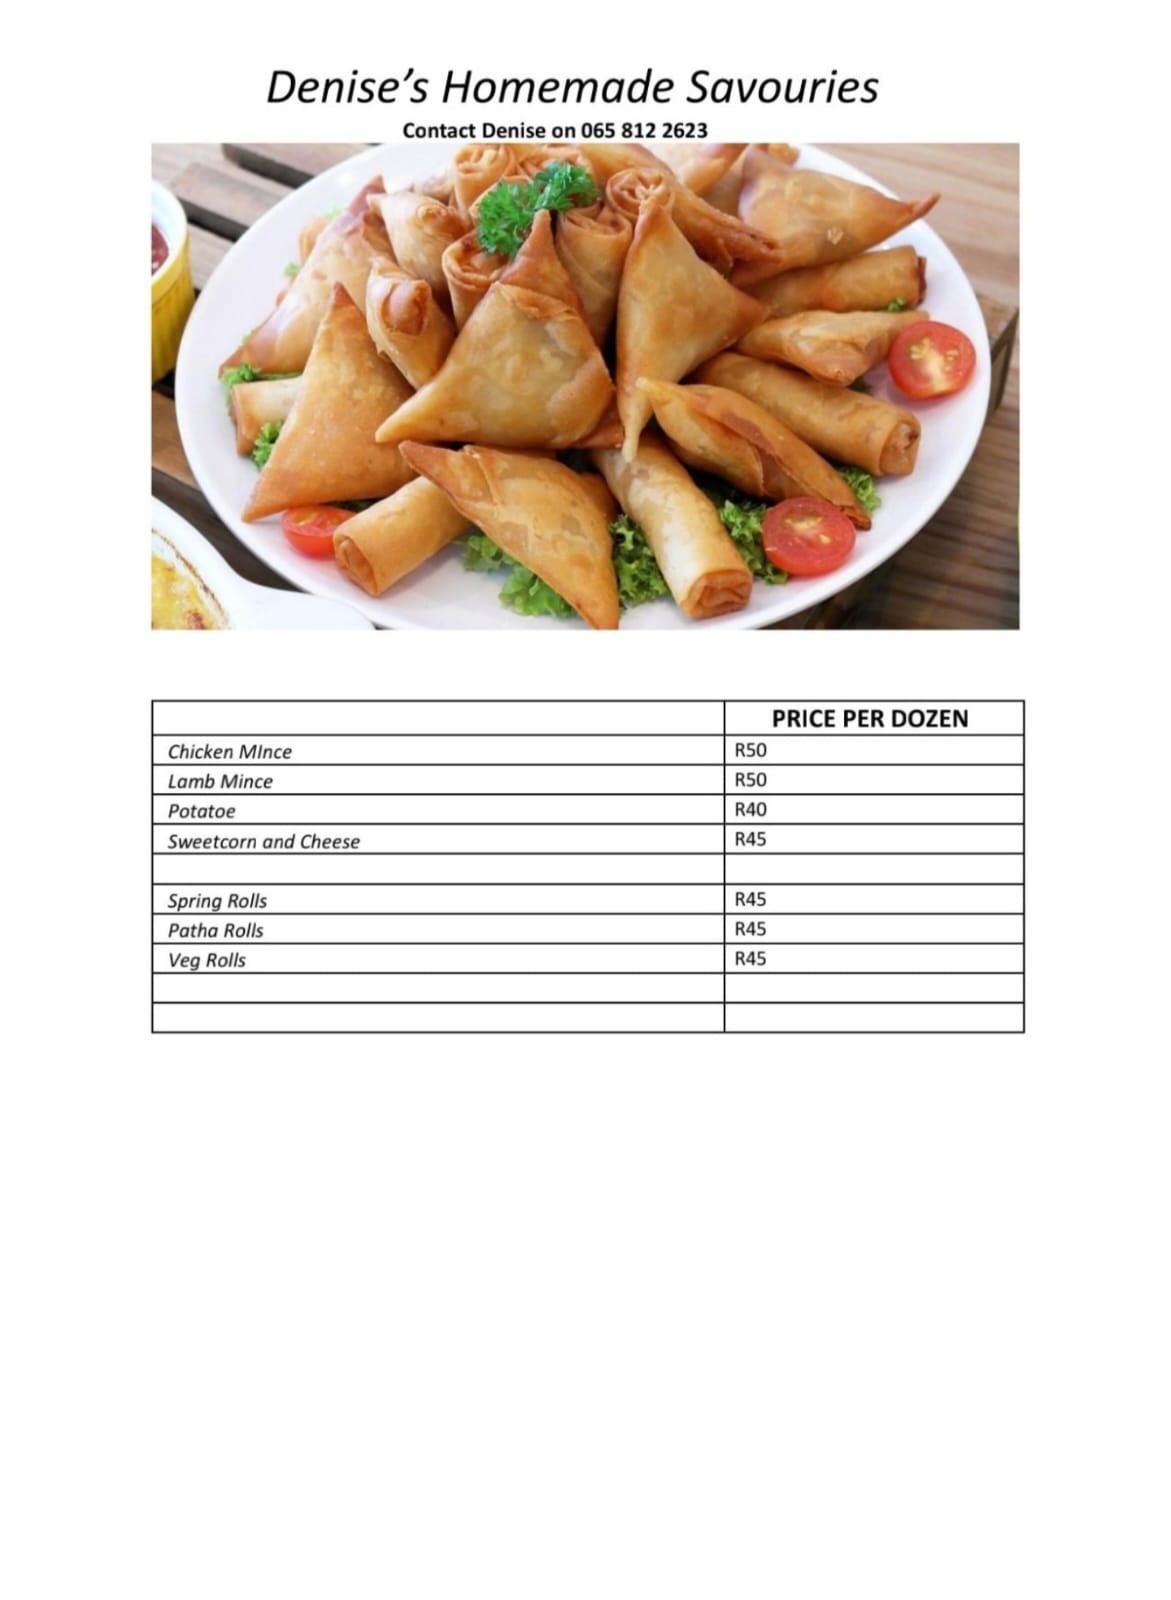 Denise’s Homemade Savouries
Contact Denise on 065 812 2623
PRICE PER DOZEN
Chicken MInce R50
Lamb Mince R50
Potatoe R40
Sweetcorn and Cheese R45
Spring Rolls R45
Patha Rolls R45
Veg Rolls R45